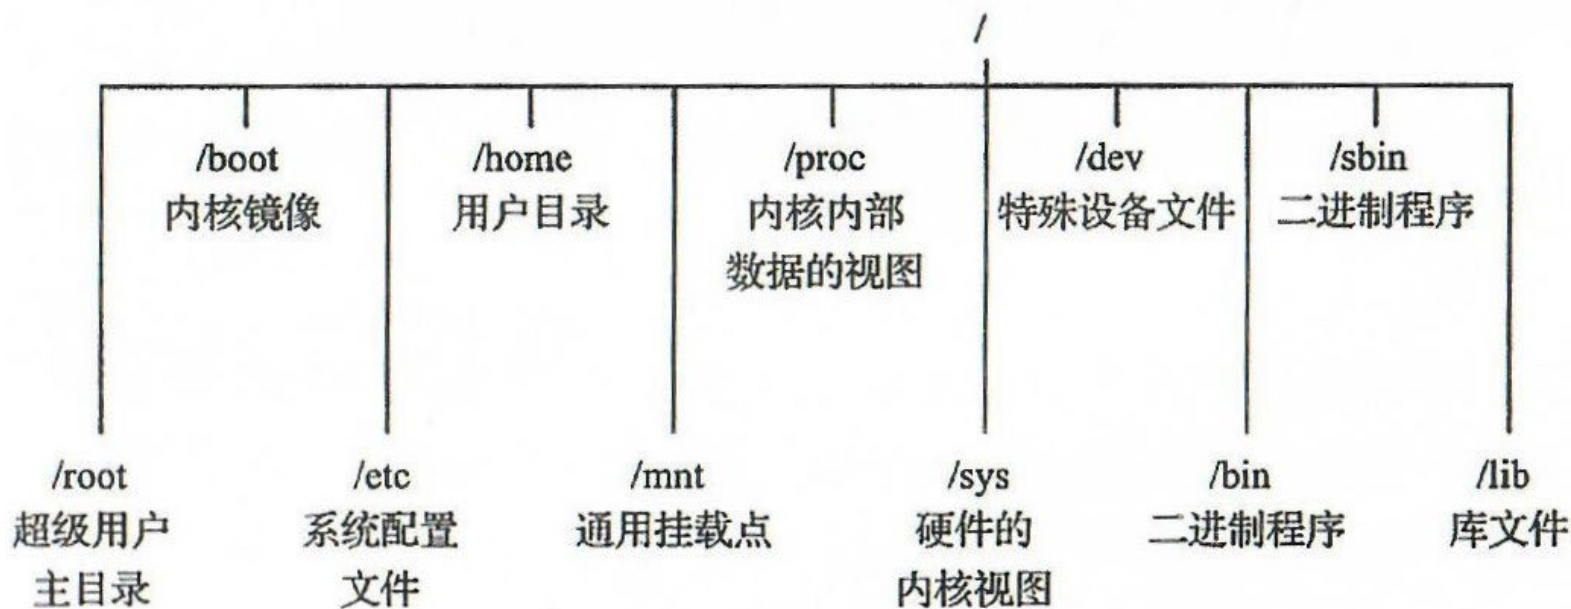 /
/boot
内核镜像
/home
用户目录
/proc
内核内部
数据的视图
/dev
特殊设备文件
/sbin
二进制程序
/root
超级用户
主目录
/etc
系统配置
文件
/mnt
通用挂载点
/sys
硬件的
内核视图
/bin
二进制程序
/lib
库文件